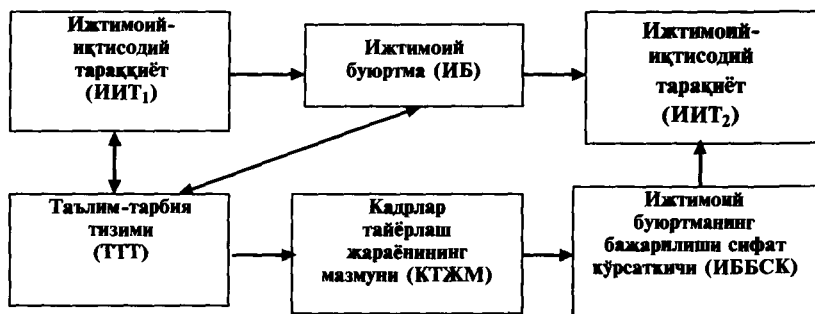 Ижтимоий-
иқтисодий
тараққиёт
(ИИТ₁)
Ижтимоий
буюртма (ИБ)
Ижтимоий-
иқтисодий
тарақиёт
(ИИТ₂)
Таълим-тарбия
тизими
(ТТТ)
Кадрлар
тайёрлаш
жараёнининг
мазмуни (КТЖМ)
Ижтимоий
буюртманинг
бажарилиши сифат
кўрсаткичи (ИББСК)